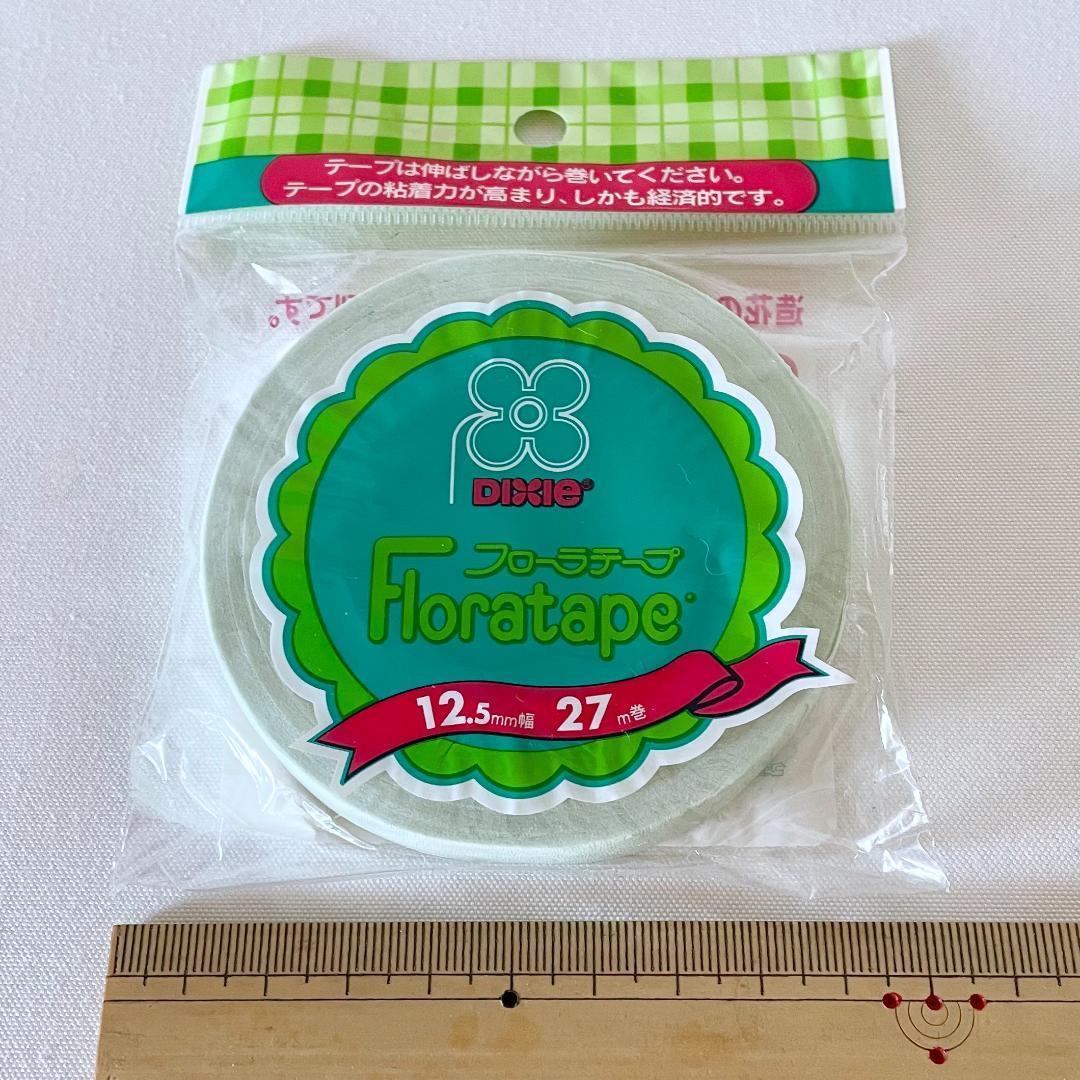 テープは伸ばしながら巻いてください。
テープの粘着力が高まり、しかも経済的です。
DIXIE®
フローラテープ
Floratape
12.5mm幅 27m巻